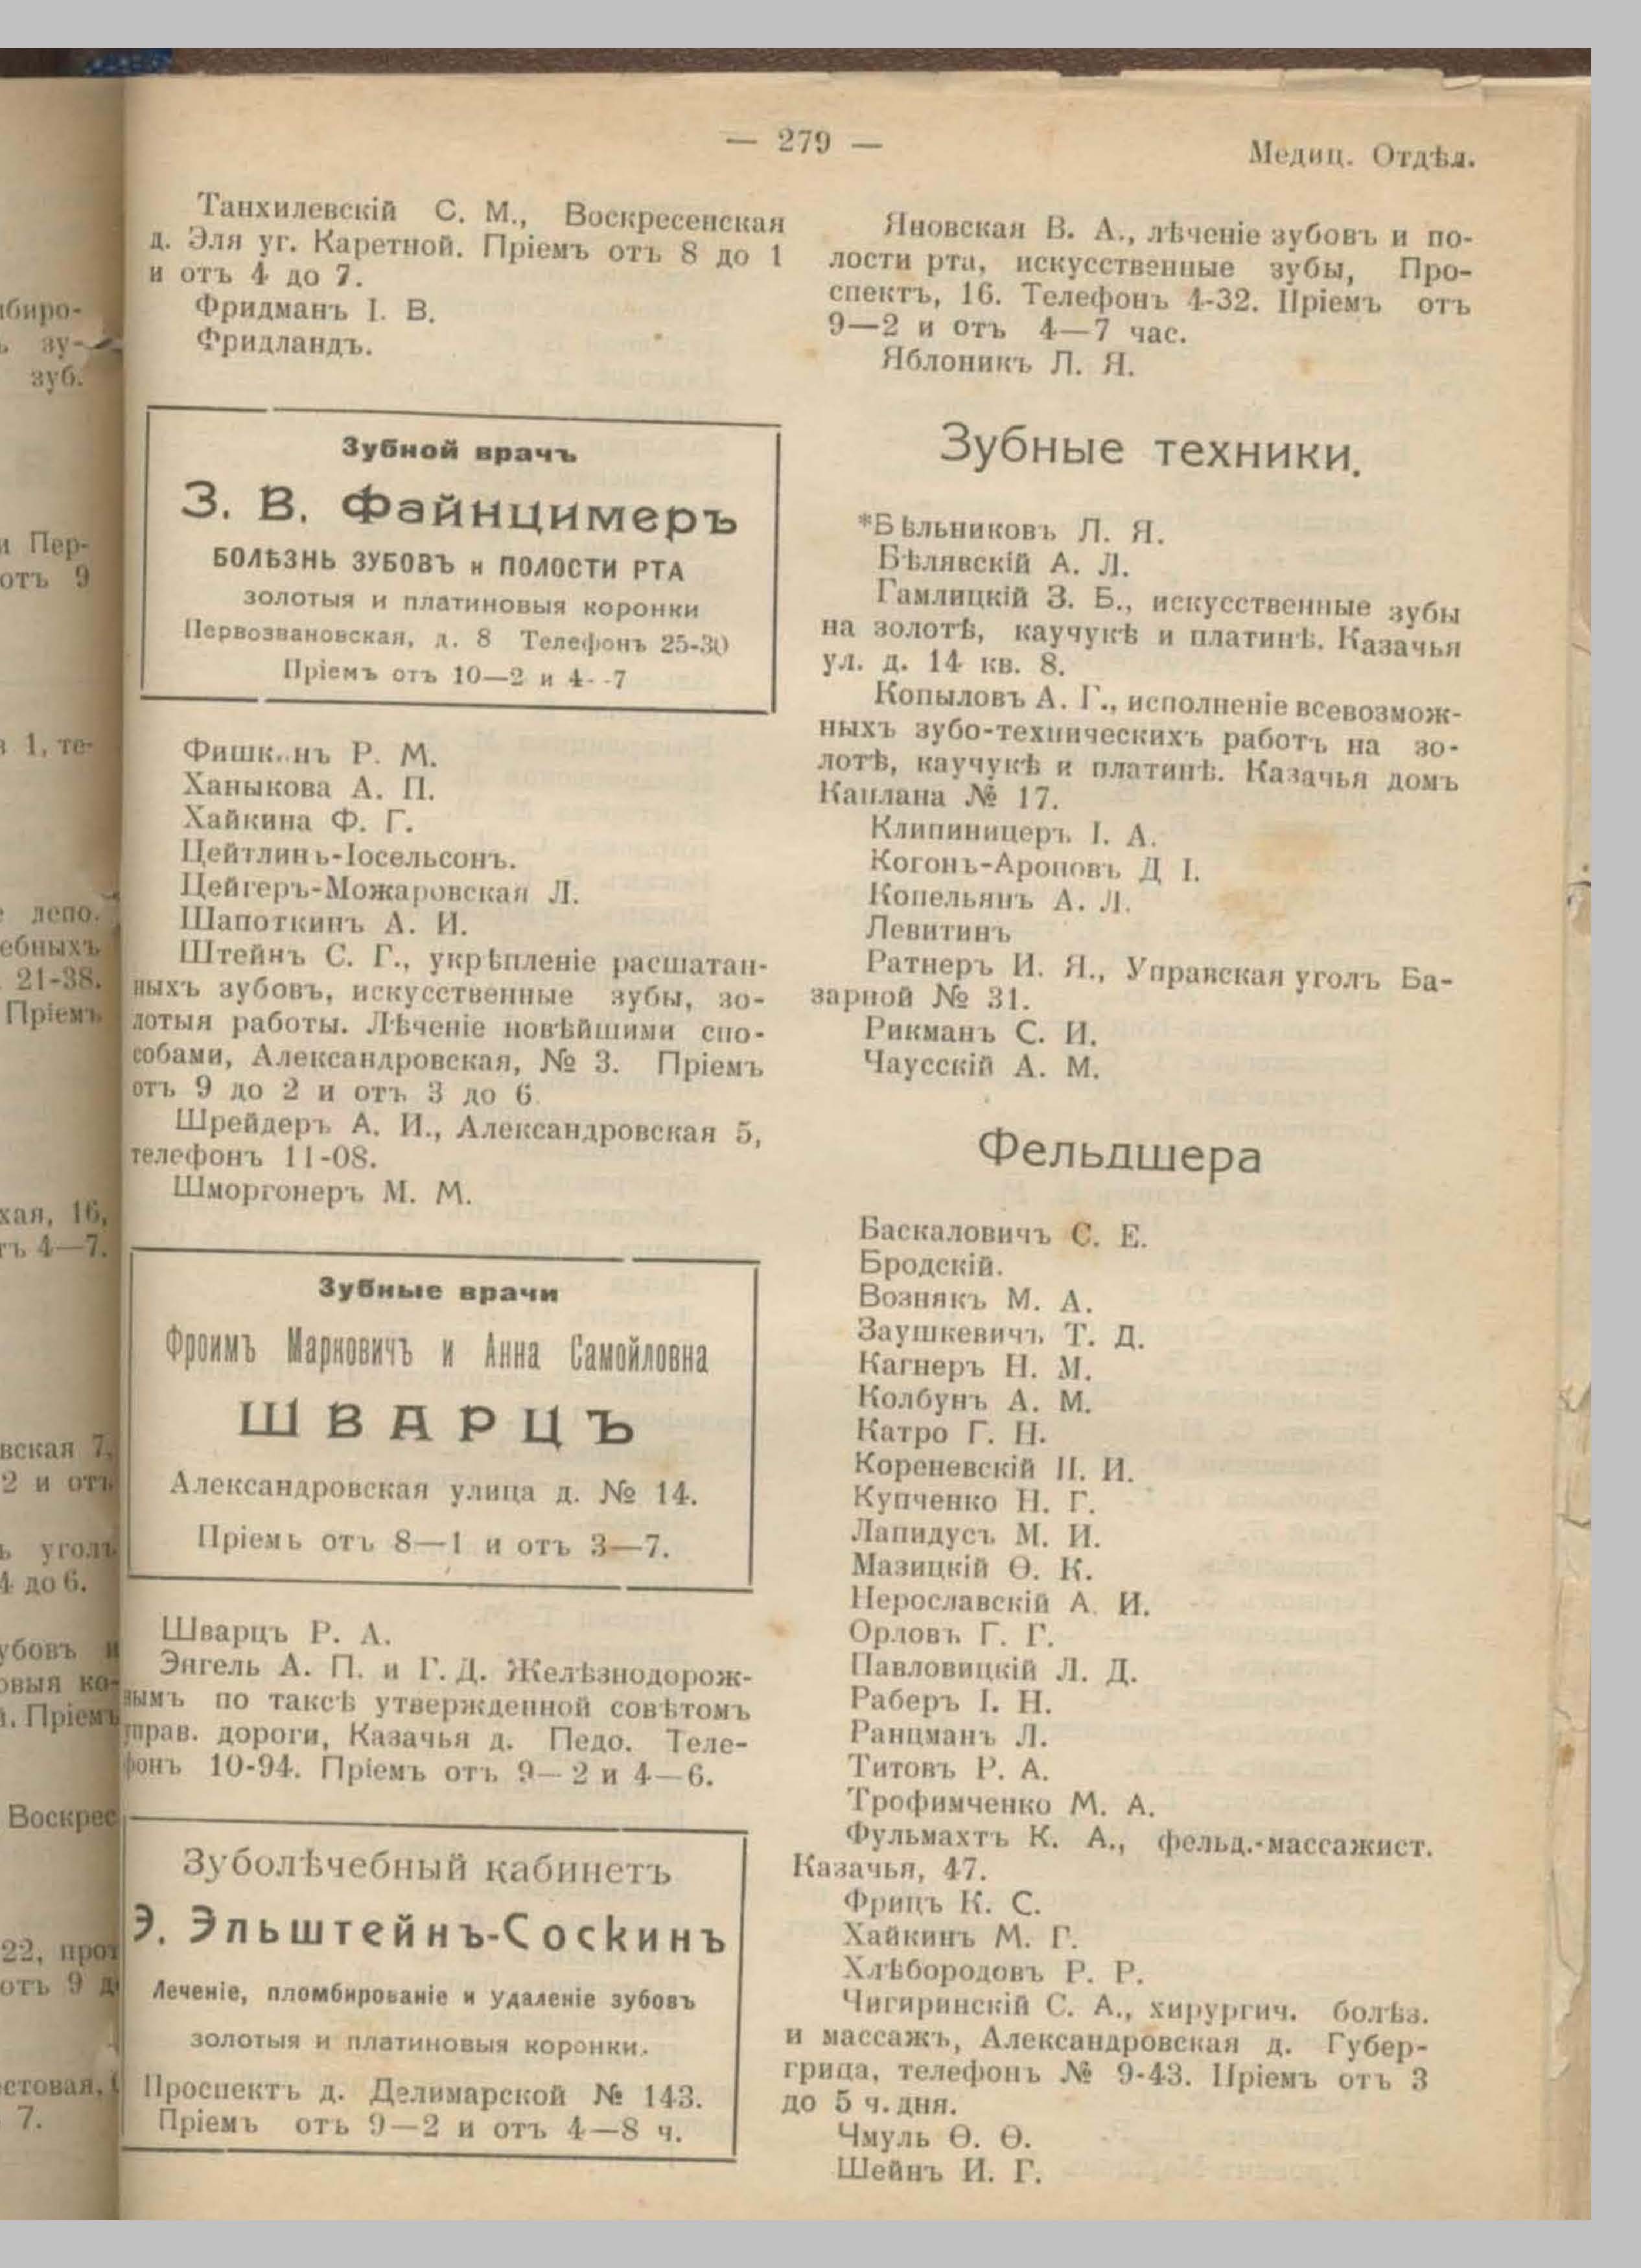 — 279 —
Медиц. Отдѣл.
Танхилевскій С. М., Воскресенская
д. Эля уг. Каретной. Пріемъ отъ 8 до 1
и отъ 4 до 7.
Фридманъ І. В.
Фридландъ.
Зубной врачъ
З. В. Файнцимеръ
БОЛѢЗНЬ ЗУБОВЪ и ПОЛОСТИ РТА
золотыя и платиновыя коронки
Первозвановская, д. 8 Телефонъ 25-30
Пріемъ отъ 10—2 и 4--7
Р. М.
Ханыкова А. П.
Хайкина Ф. Г.
Цейтлинъ-Іосельсонъ.
Цейгеръ-Можаровская Л.
Шапоткинъ А. И.
Штейнъ С. Г., укрѣпленіе расшатан-
ныхъ зубовъ, искусственные зубы, зо-
лотыя работы. Лѣченіе новѣйшими спо-
собами, Александровская, № 3. Пріемъ
отъ 9 до 2 и отъ 3 до 6.
Шрейдеръ А. И., Александровская 5,
телефонъ 11-08.
Шморгонеръ М. М.
Зубные врачи
Фроимъ Марковичъ и Анна Самойловна
ШВАРЦЪ
Александровская улица д. № 14.
Пріемъ отъ 8—1 и отъ 3—7.
Шварцъ Р. А.
Энгель А. П. и Г. Д. Желѣзнодорож-
нымъ по таксѣ утвержденной совѣтомъ
управ. дороги, Казачья д. Педо. Теле-
фонъ 10-94. Пріемъ отъ 9—2 и 4—6.
Зуболѣчебный кабинетъ
Э. Эльштейнъ-Соскинъ
Леченіе, пломбированіе и удаленіе зубовъ
золотыя и платиновыя коронки.
Проспектъ д. Делимарской № 143.
Пріемъ отъ 9—2 и отъ 4—8 ч.
Яновская В. А., лѣченіе зубовъ и по-
лости рта, искусственные зубы, Про-
спектъ, 16. Телефонъ 4-32. Пріемъ отъ
9—2 и отъ 4—7 час.
Яблоникъ Л. Я.
Зубные техники.
*Бѣльниковъ Л. Я.
Бѣлявскій А. Л.
Гамлицкій З. Б., искусственные зубы
на золотѣ, каучукѣ и платинѣ. Казачья
ул. д. 14 кв. 8.
Копыловъ А. Г., исполненіе всевозмож-
ныхъ зубо-техническихъ работъ на зо-
лотѣ, каучукѣ и платинѣ. Казачья домъ
Каплана № 17.
Клипиницеръ І. А.
Когонъ-Ароновъ Д І.
Копельянъ А. Л.
Левитинъ
Ратнеръ И. Я., Управская уголъ Ба-
зарной № 31.
Рикманъ С. И.
Чаусскій А. М.
Фельдшера
Баскаловичъ С. Е.
Бродскій.
Вознякъ М. А.
Заушкевичъ Т. Д.
Кагнеръ Н. М.
Колбунъ А. М.
Катро Г. Н.
Кореневскій П. И.
Купченко Н. Г.
Лапидусъ М. И.
Мазицкій Ѳ. К.
Нерославскій А. И.
Орловъ Г. Г.
Павловицкій Л. Д.
Раберъ І. Н.
Ранцманъ Л.
Титовъ Р. А.
Трофимченко М. А.
Фульмахтъ К. А., фельд.-массажист.
Казачья, 47.
Фрицъ К. С.
Хайкинъ М. Г.
Хлѣбородовъ Р. Р.
Чигиринскій С. А., хирургич. болѣз.
и массажъ, Александровская д. Губер-
грица, телефонъ № 9-43. Пріемъ отъ 3
до 5 ч. дня.
Чмуль Ѳ. Ѳ.
Шейнъ И. Г.